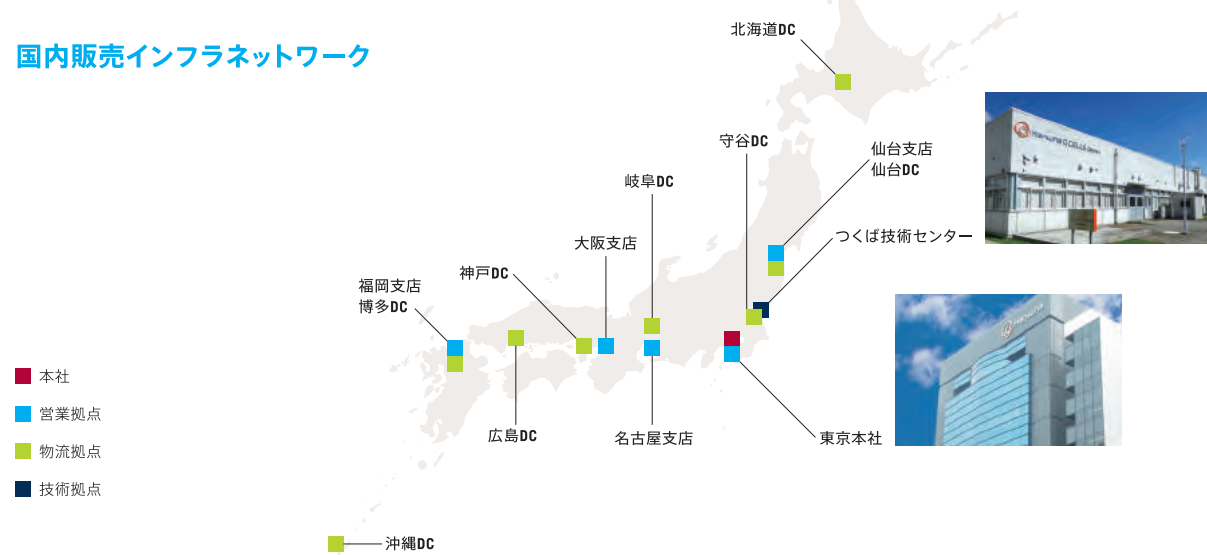 国内販売インフラネットワーク
北海道DC
守谷DC
仙台支店
仙台DC
岐阜DC
つくば技術センター
大阪支店
神戸DC
福岡支店
博多DC
本社
営業拠点
物流拠点
技術拠点
広島DC
名古屋支店
東京本社
沖縄DC
Hanwha Q CELLS Japan
Hanwha